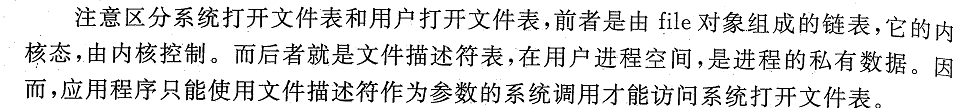 注意区分系统打开文件表和用户打开文件表,前者是由 file 对象组成的链表,它的内
核态,由内核控制。而后者就是文件描述符表,在用户进程空间,是进程的私有数据。因
而,应用程序只能使用文件描述符作为参数的系统调用才能访问系统打开文件表。